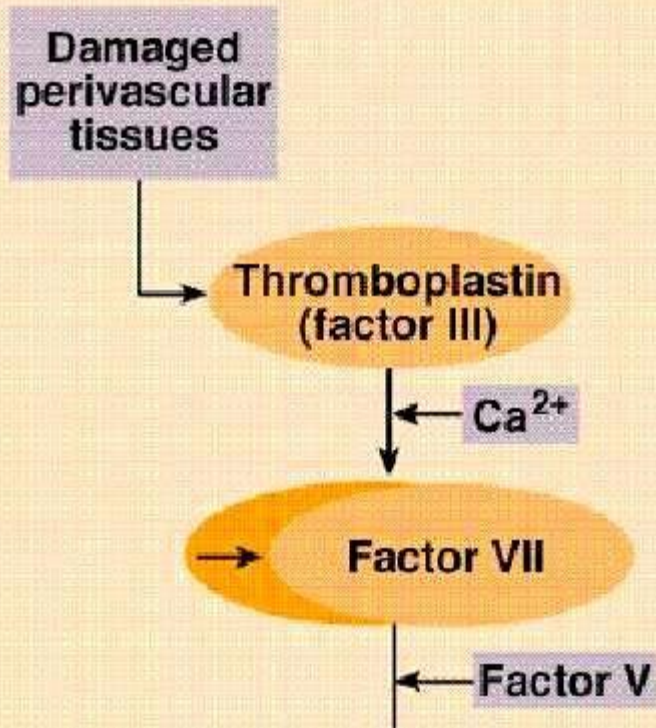 Damaged
perivascular
tissues
Thromboplastin
(factor III)
Ca²⁺
Factor VII
Factor V